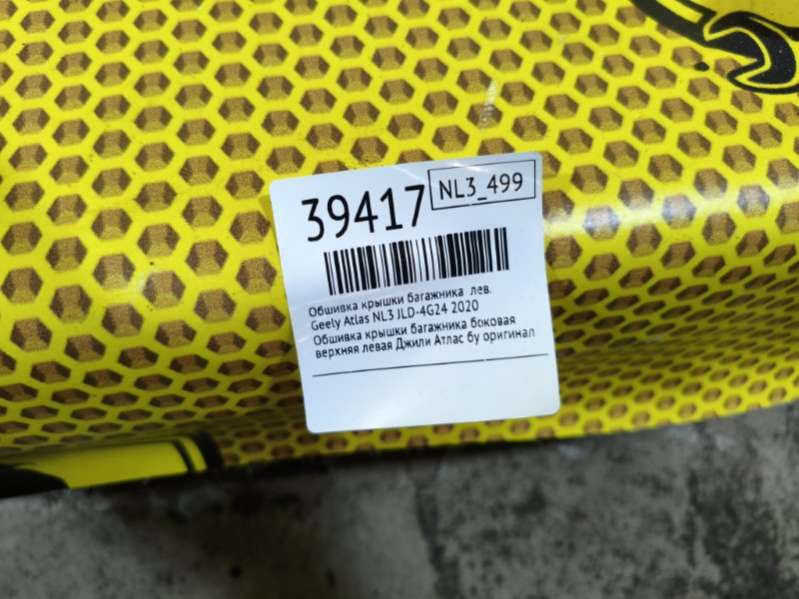 39417
NL3_499
Обшивка крышки багажника лев.
Geely Atlas NL3 JLD-4G24 2020
Обшивка крышки багажника боковая
верхняя левая Джили Атлас бу оригинал